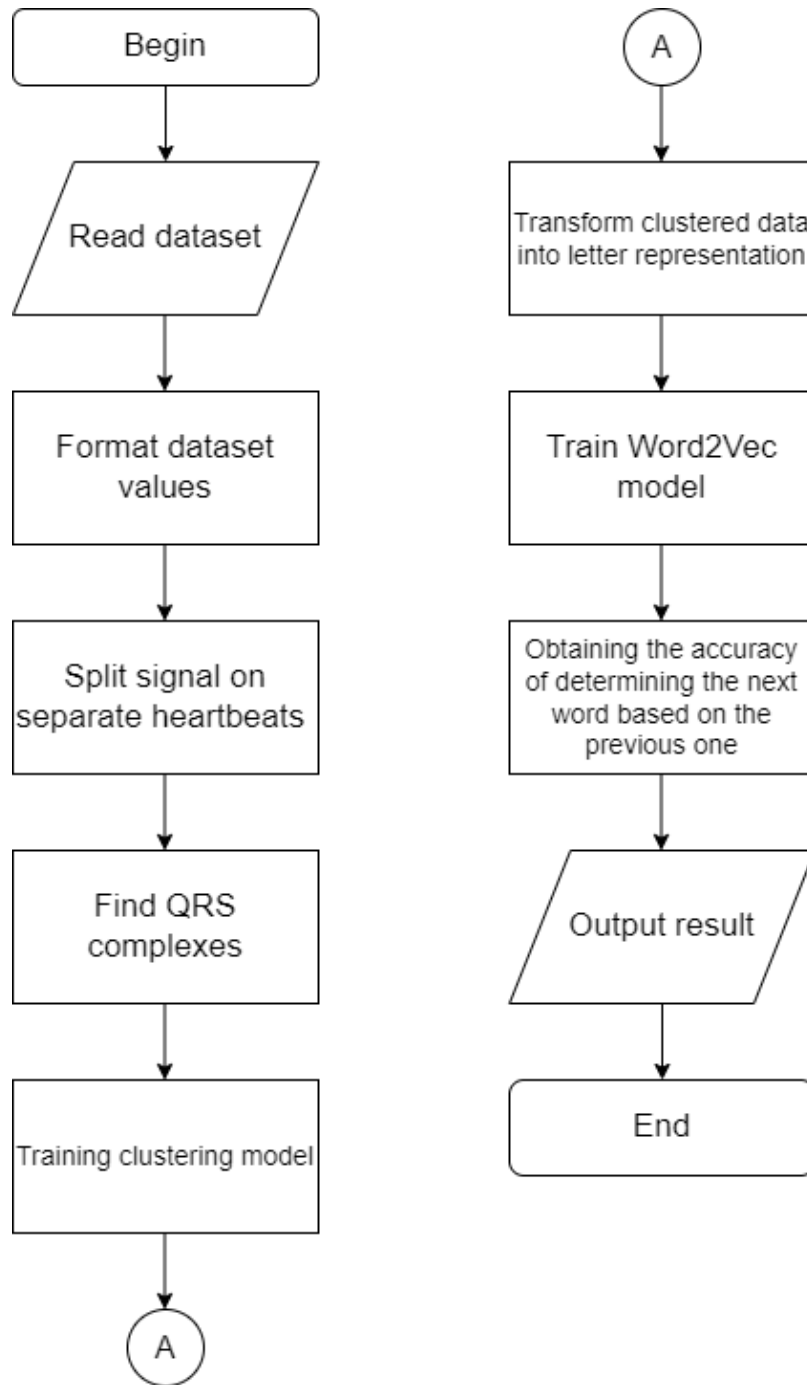 Begin
Read dataset
Format dataset
values
Split signal on
separate heartbeats
Find QRS
complexes
Training clustering model
A
A
Transform clustered data
into letter representation
Train Word2Vec
model
Obtaining the accuracy
of determining the next
word based on the
previous one
Output result
End